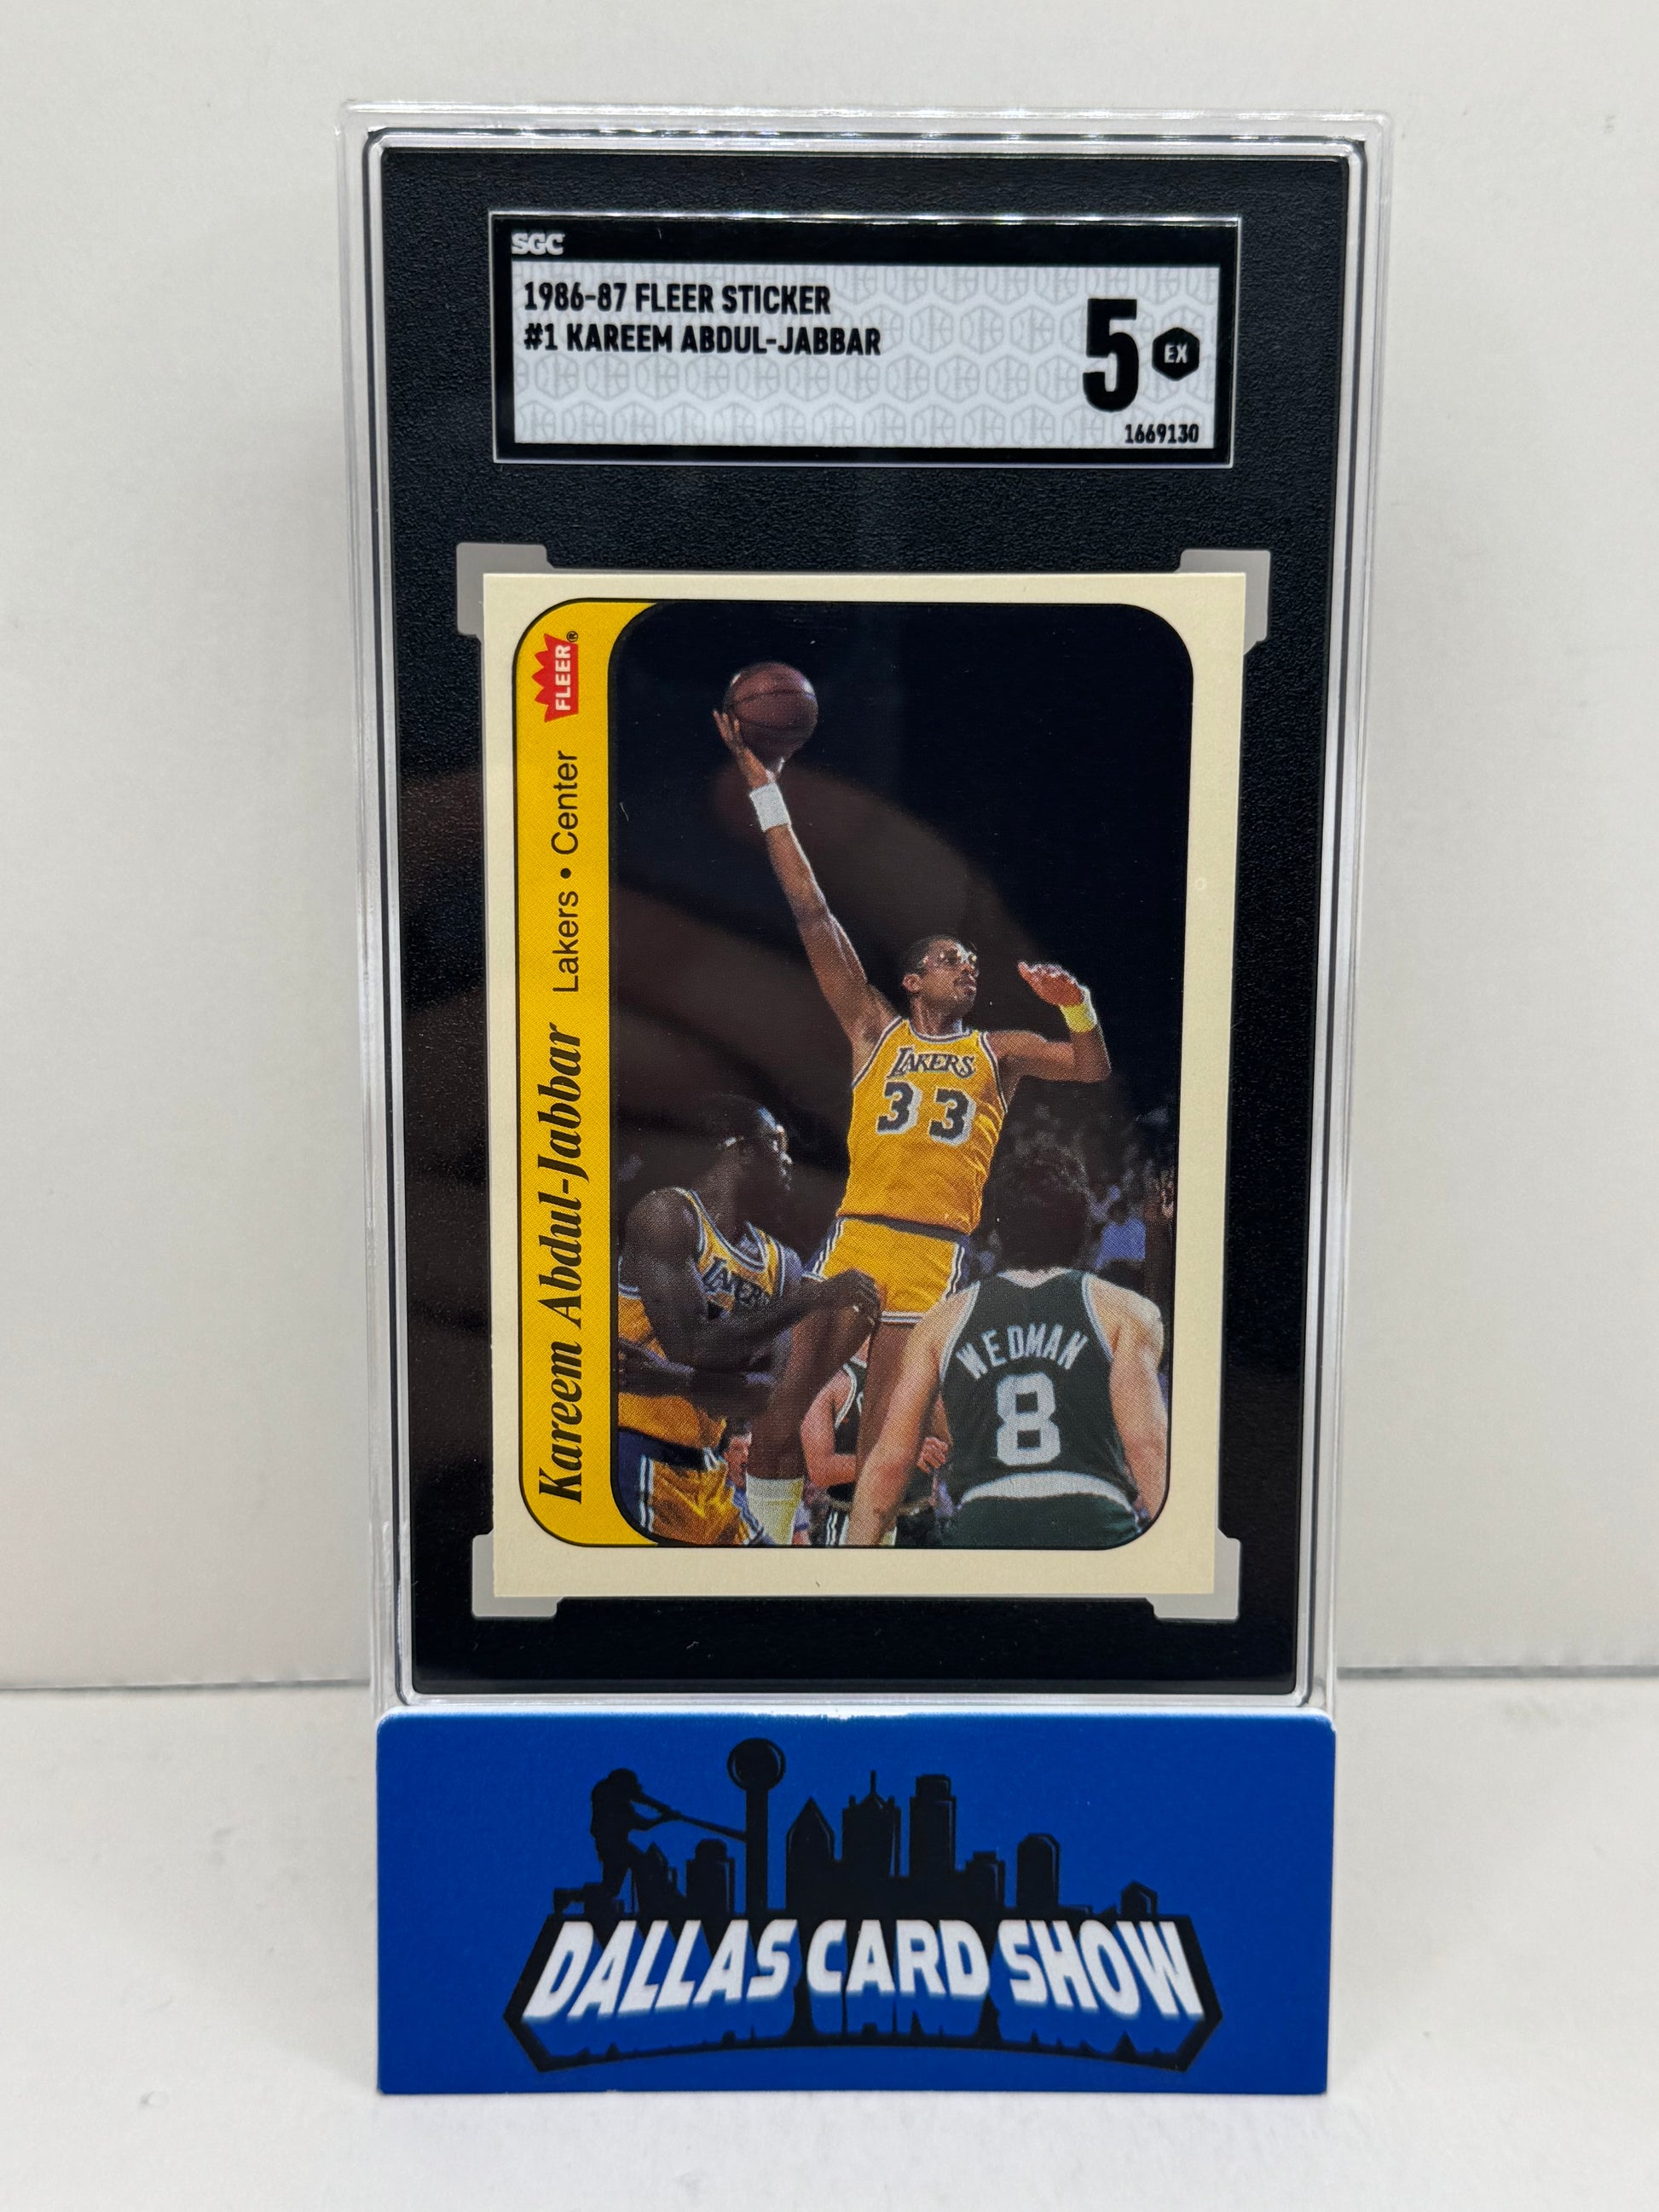 SGC
1986-87 FLEER STICKER
#1 KAREEM ABDUL-JABBAR
5 EX
1669130
FLEER®
Kareem Abdul-Jabbar Lakers • Center
LAKERS
33
LAKERS
WEDMAN
8
DALLAS CARD SHOW